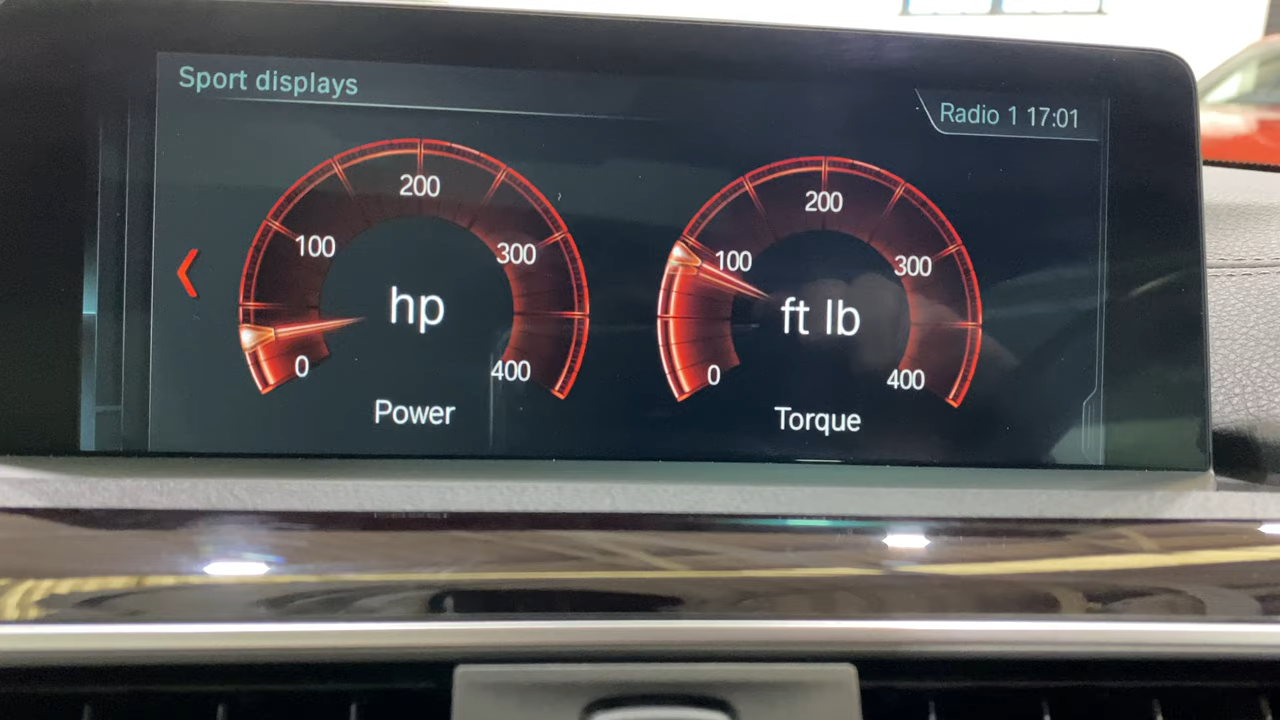 Sport displays
Radio 1 17:01
0
100
200
300
400
hp
Power
0
100
200
300
400
ft lb
Torque